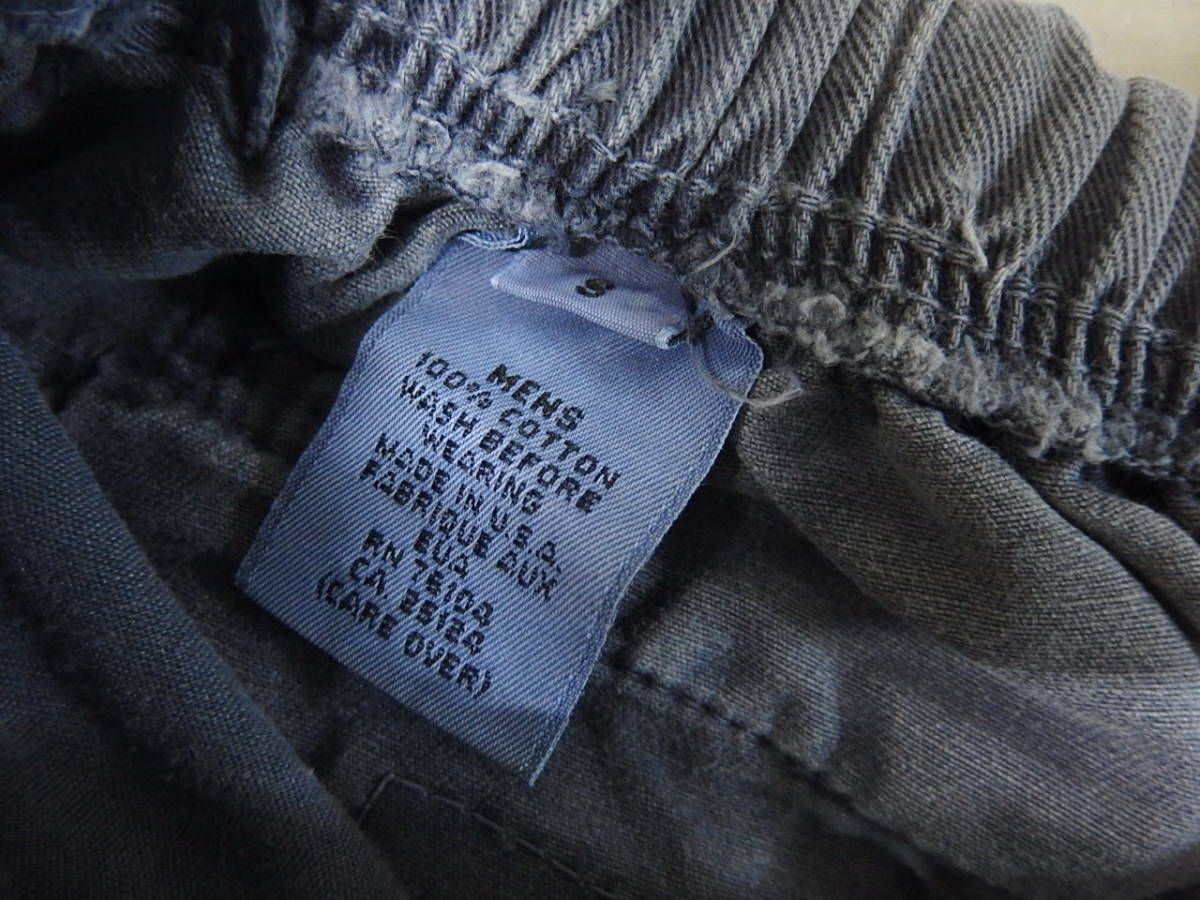 S
MENS
100% COTTON
WASH BEFORE
WEARING
MADE IN U.S.A.
FABRIQUE AUX
EUA
RN 76104
CA 25124
(CARE OVER)